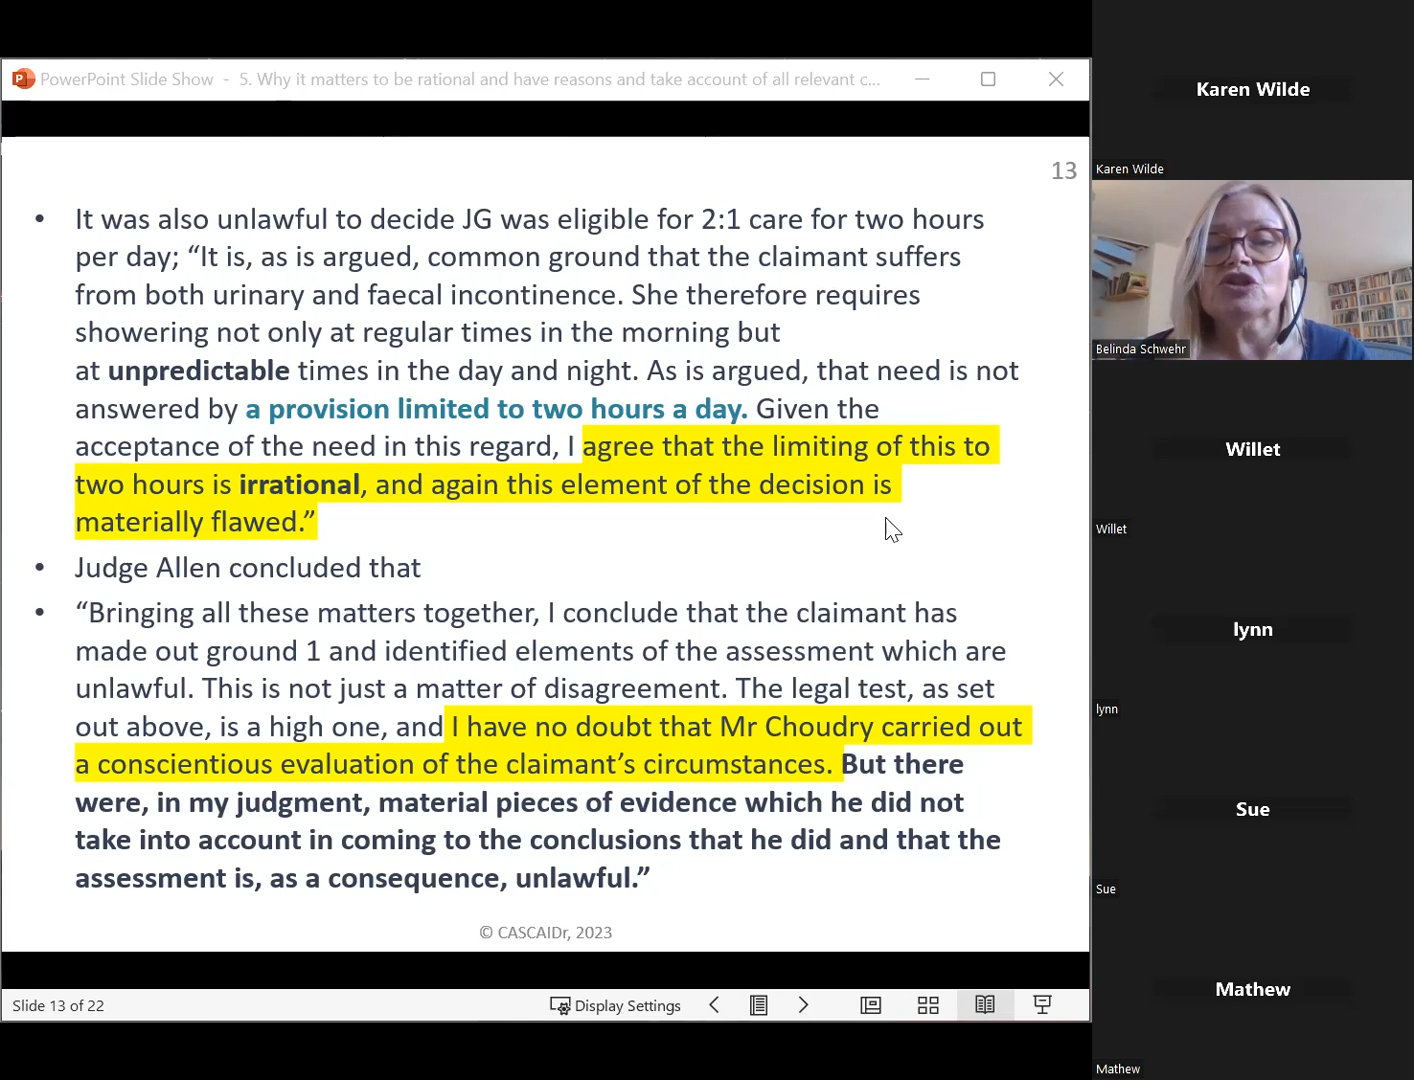 PowerPoint Slide Show - 5. Why it matters to be rational and have reasons and take account of all relevant c...
13
• It was also unlawful to decide JG was eligible for 2:1 care for two hours
per day; “It is, as is argued, common ground that the claimant suffers
from both urinary and faecal incontinence. She therefore requires
showering not only at regular times in the morning but
at unpredictable times in the day and night. As is argued, that need is not
answered by a provision limited to two hours a day. Given the
acceptance of the need in this regard, I agree that the limiting of this to
two hours is irrational, and again this element of the decision is
materially flawed.”
• Judge Allen concluded that
• “Bringing all these matters together, I conclude that the claimant has
made out ground 1 and identified elements of the assessment which are
unlawful. This is not just a matter of disagreement. The legal test, as set
out above, is a high one, and I have no doubt that Mr Choudry carried out
a conscientious evaluation of the claimant’s circumstances. But there
were, in my judgment, material pieces of evidence which he did not
take into account in coming to the conclusions that he did and that the
assessment is, as a consequence, unlawful.”
© CASCAIDr, 2023
Slide 13 of 22
Display Settings
Karen Wilde
Karen Wilde
Belinda Schwehr
Willet
Willet
lynn
lynn
Sue
Sue
Mathew
Mathew